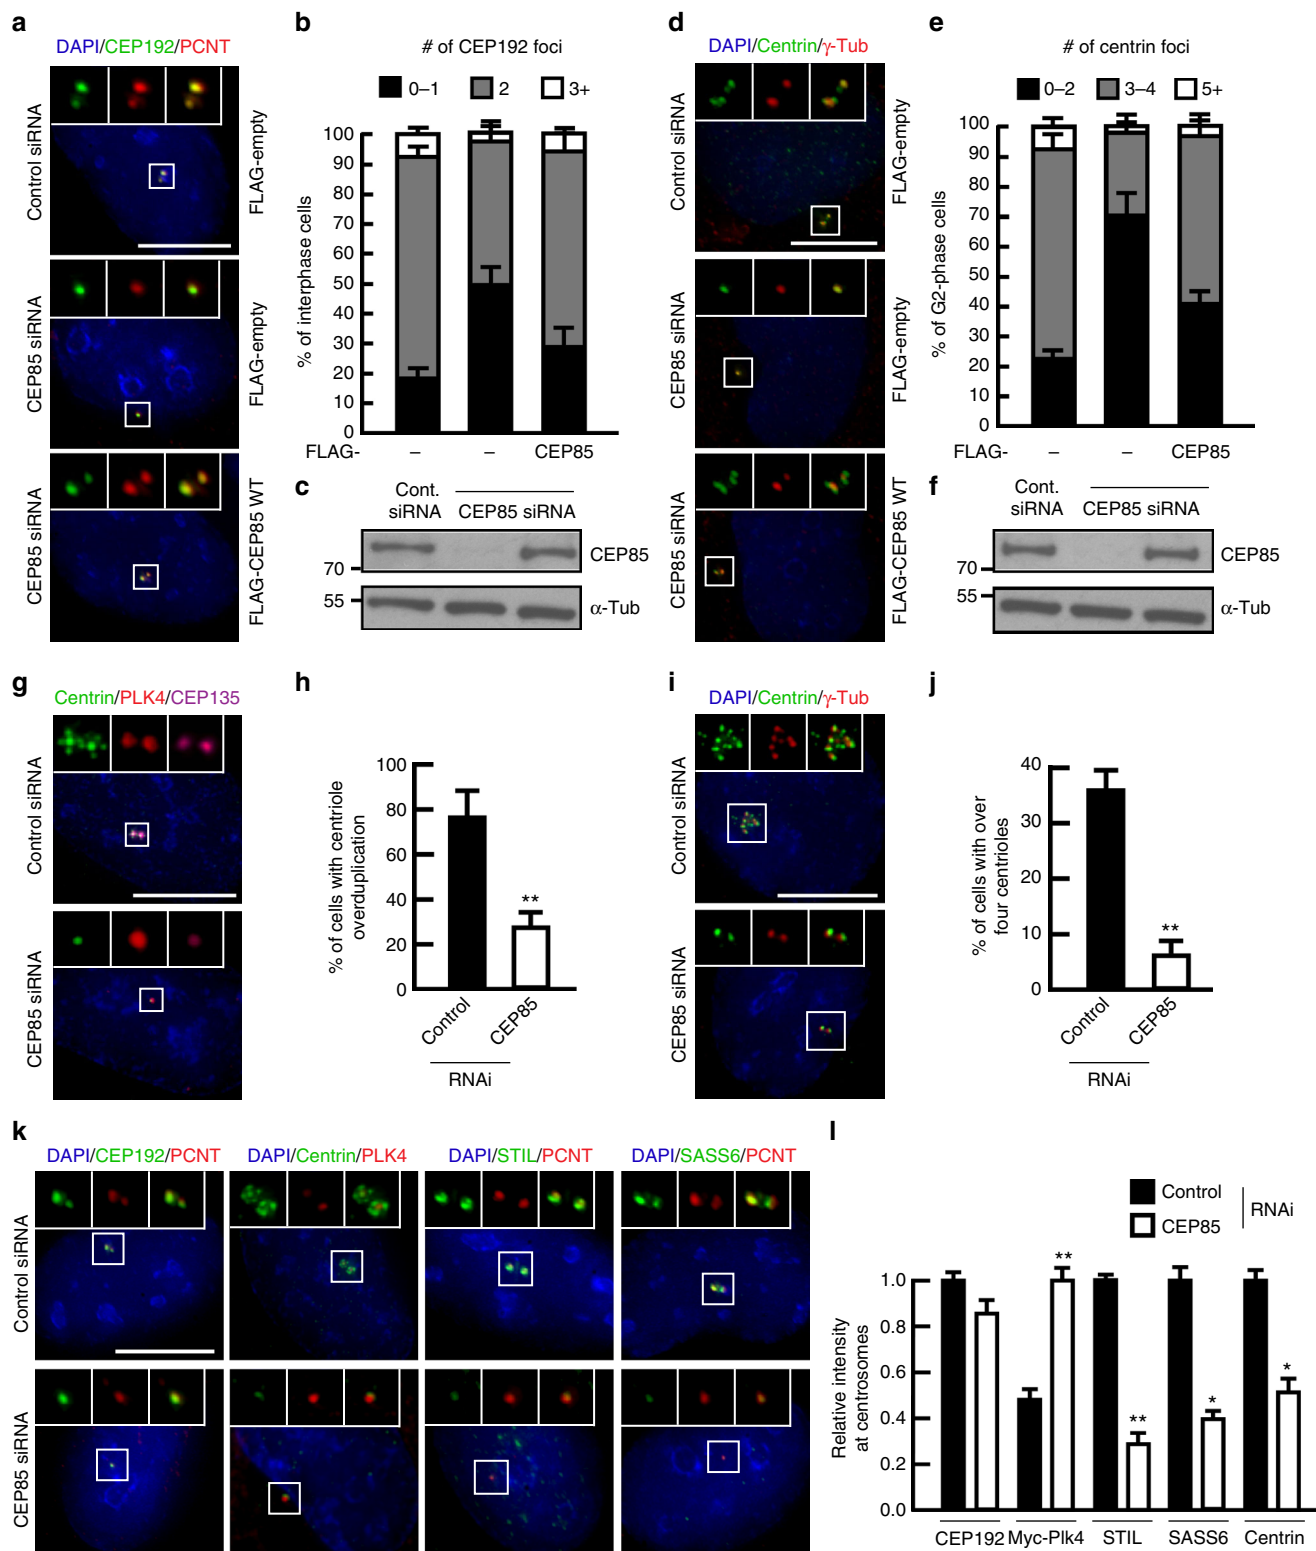 a
DAPI/CEP192/PCNT
Control siRNA
FLAG-empty
CEP85 siRNA
FLAG-empty
CEP85 siRNA
FLAG-CEP85 WT
b
# of CEP192 foci
0–1 2 3+
% of interphase cells
100
90
80
70
60
50
40
30
20
10
0
FLAG- – – CEP85
c
Cont. siRNA
CEP85 siRNA
70
CEP85
55
α-Tub
d
DAPI/Centrin/γ-Tub
Control siRNA
FLAG-empty
CEP85 siRNA
FLAG-empty
CEP85 siRNA
FLAG-CEP85 WT
e
# of centrin foci
0–2 3–4 5+
% of G2-phase cells
100
90
80
70
60
50
40
30
20
10
0
FLAG- – – CEP85
f
Cont. siRNA
CEP85 siRNA
70
CEP85
55
α-Tub
g
Centrin/PLK4/CEP135
Control siRNA
CEP85 siRNA
h
% of cells with centriole
overduplication
100
80
60
40
20
0
**
Control
CEP85
RNAi
i
DAPI/Centrin/γ-Tub
Control siRNA
CEP85 siRNA
j
% of cells with over
four centrioles
40
30
20
10
0
**
Control
CEP85
RNAi
k
DAPI/CEP192/PCNT DAPI/Centrin/PLK4 DAPI/STIL/PCNT DAPI/SASS6/PCNT
Control siRNA
CEP85 siRNA
l
Control
CEP85
RNAi
Relative intensity
at centrosomes
1.0
0.8
0.6
0.4
0.2
0.0
**
**
*
*
CEP192 Myc-Plk4 STIL SASS6 Centrin